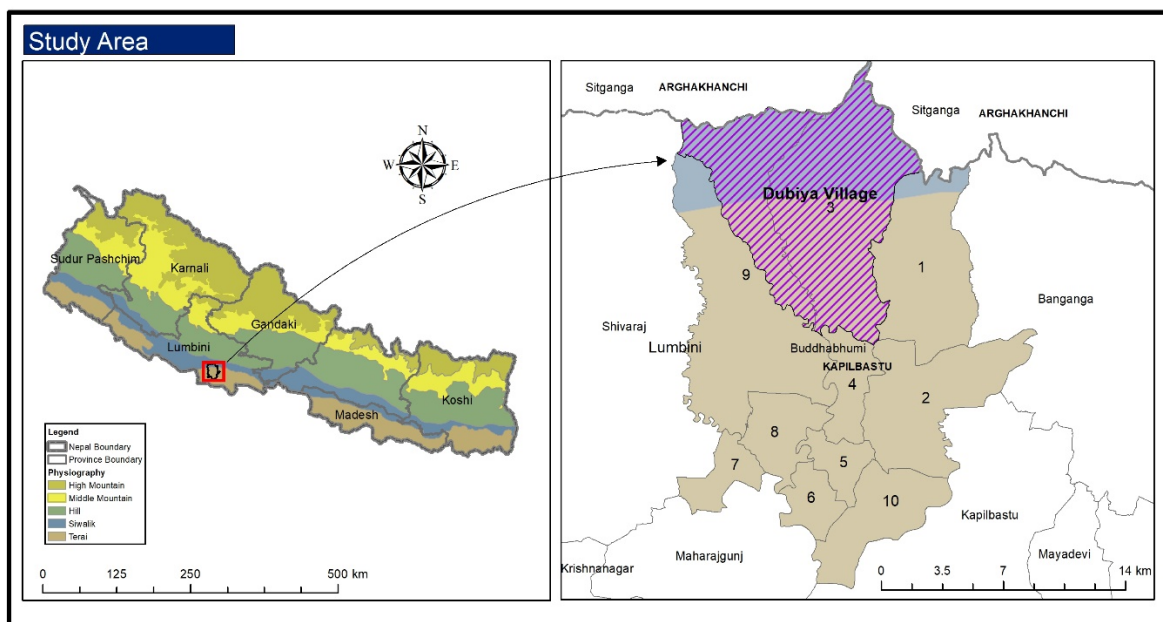 Study Area
N
W E
S
Sudur Pashchim
Karnali
Gandaki
Lumbini
Koshi
Madesh
Legend
Nepal Boundary
Province Boundary
Physiography
High Mountain
Middle Mountain
Hill
Siwalik
Terai
0 125 250 500 km
Sitganga ARGHAKHANCHI
Sitganga ARGHAKHANCHI
Dubiya Village
3
1
9
Banganga
Shivaraj
Lumbini
Buddhabhumi
KAPILBASTU
4
2
8
5
7
6
10
Kapilbastu
Maharajgunj
Mayadevi
Krishnanagar
0 3.5 7 14 km